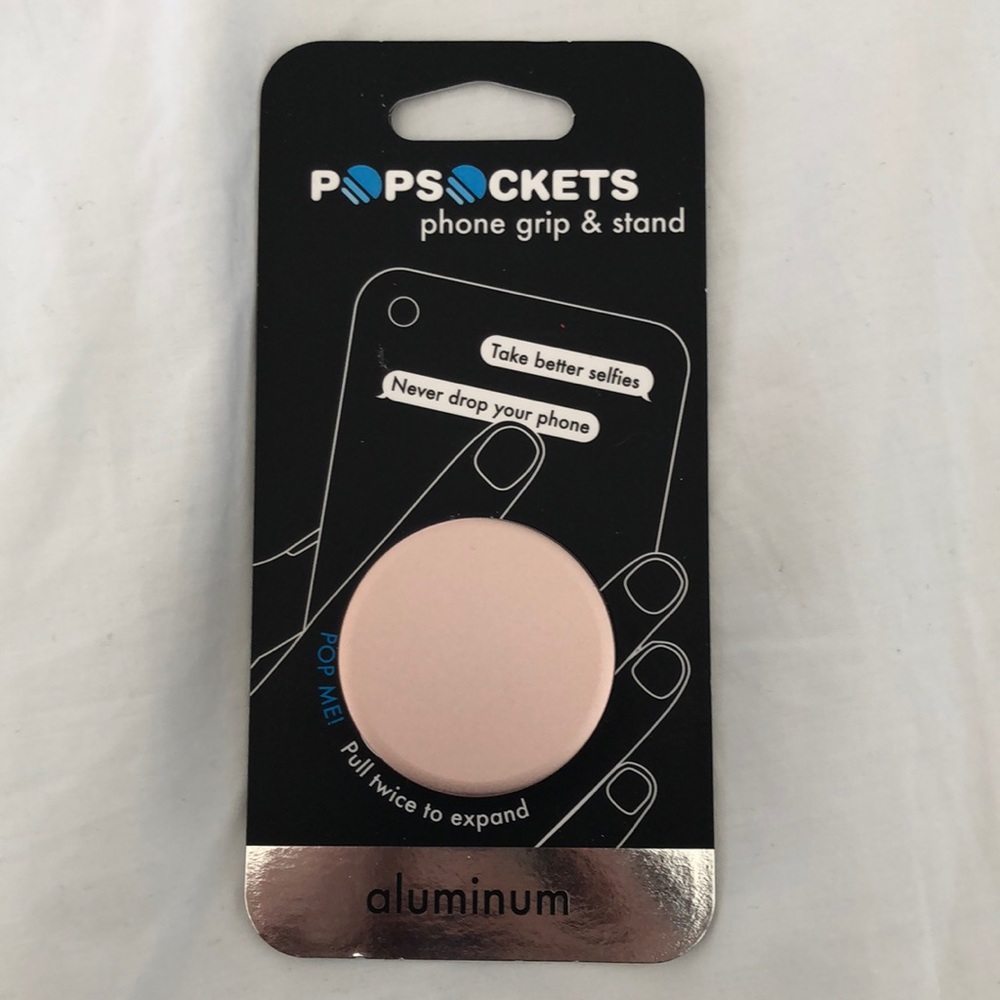 POPSOCKETS
phone grip & stand
Take better selfies
Never drop your phone
POP ME!
Pull twice to expand
aluminum